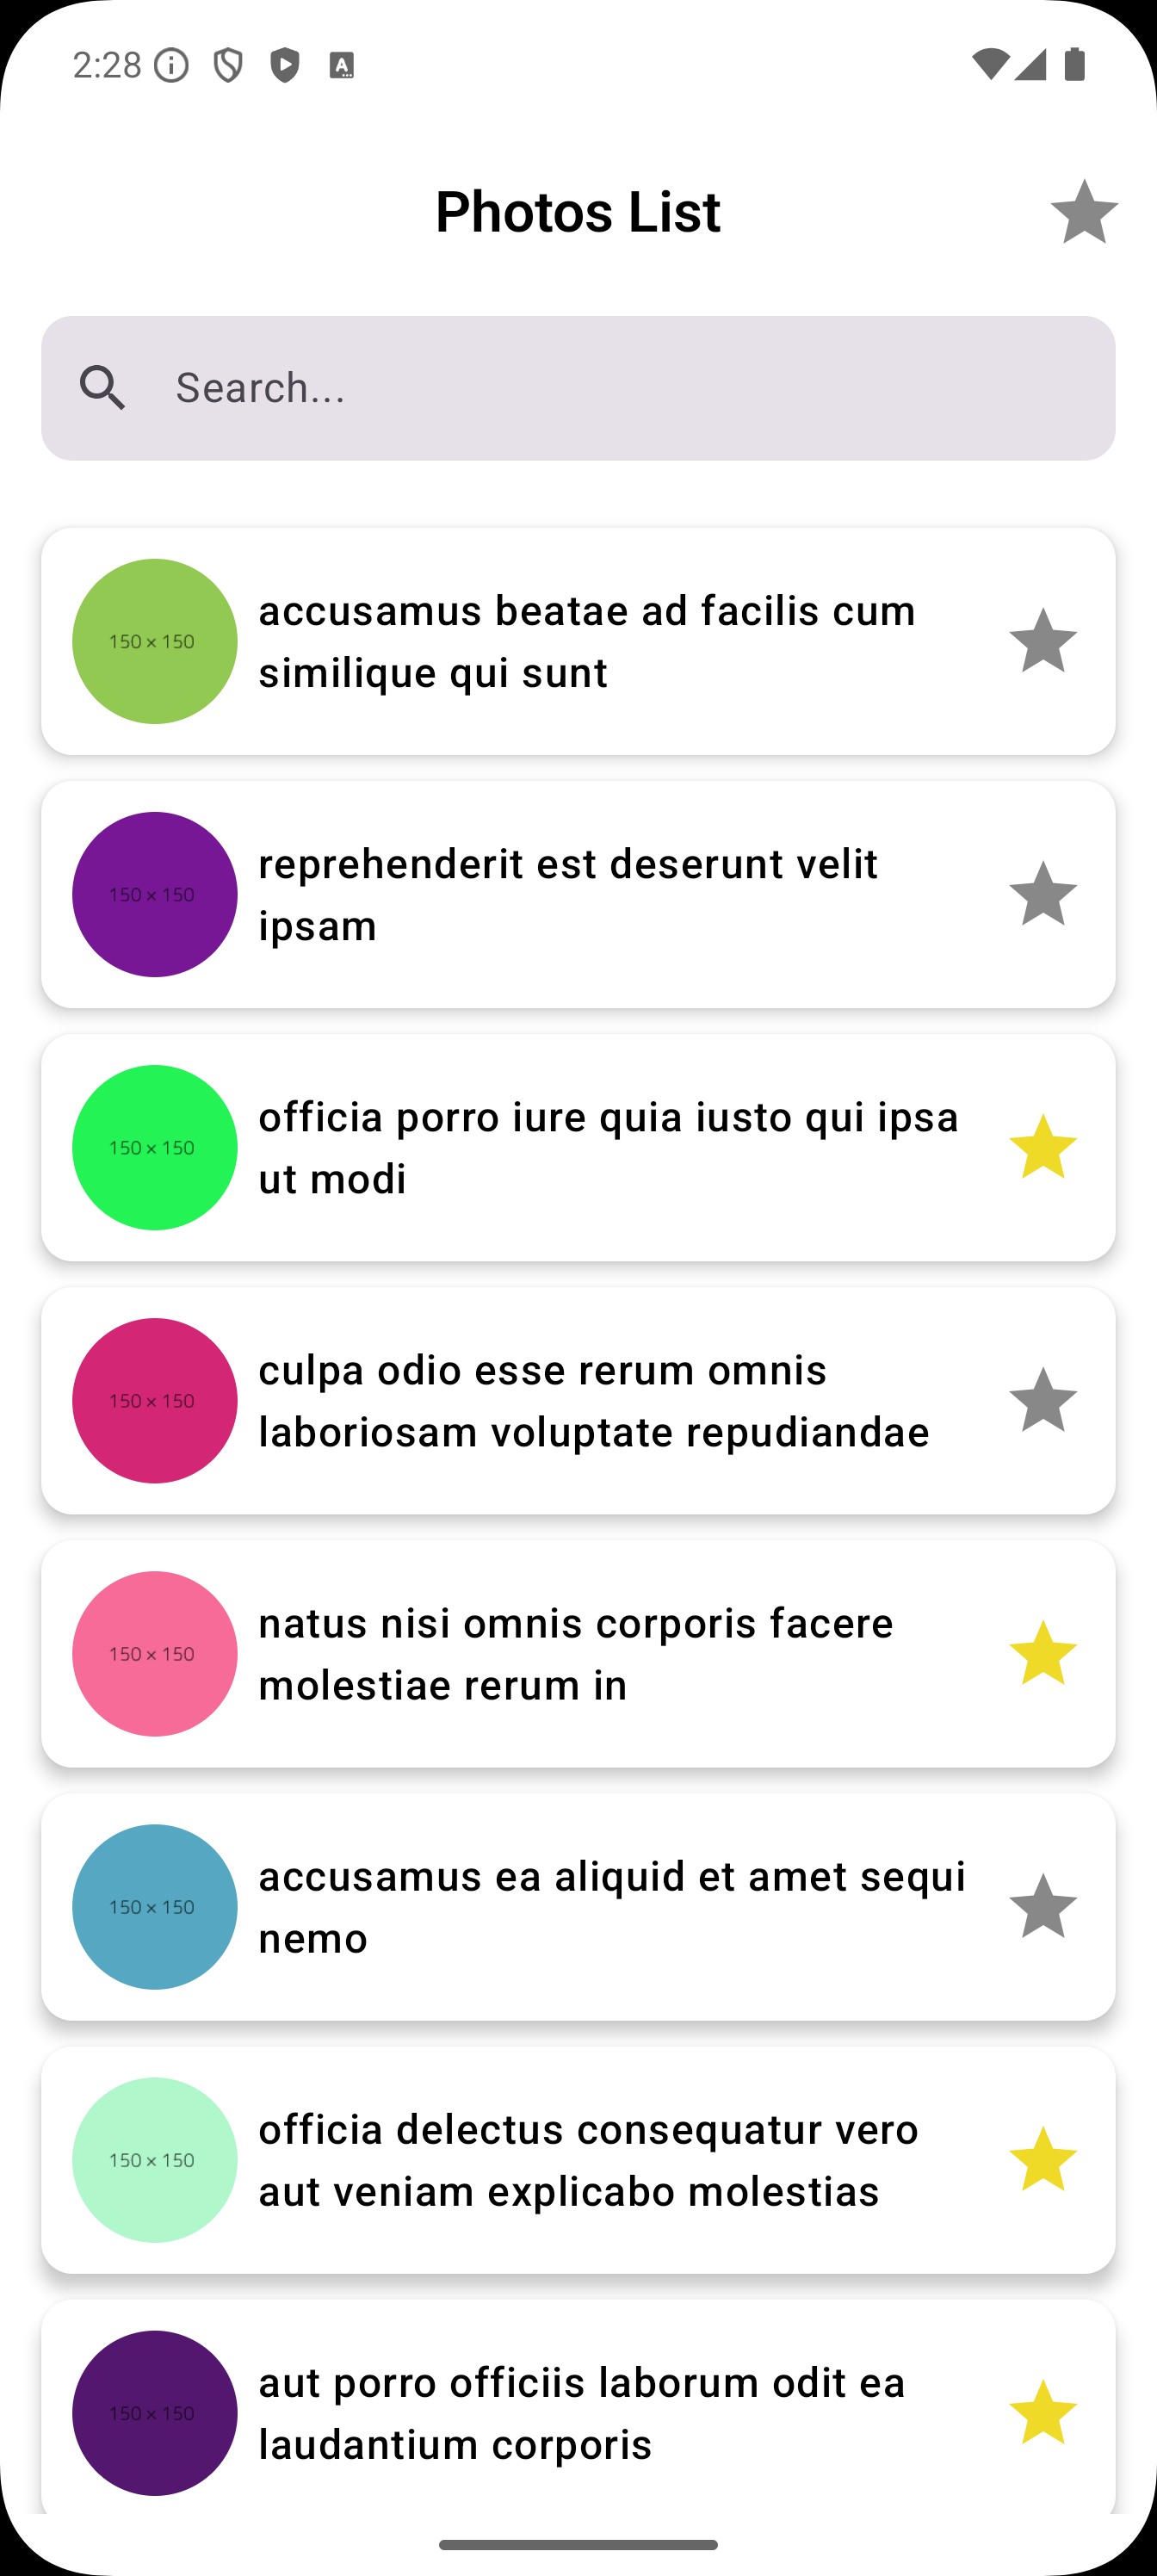 2:28
Photos List
Search...
150 × 150
accusamus beatae ad facilis cum
similique qui sunt
150 × 150
reprehenderit est deserunt velit
ipsam
150 × 150
officia porro iure quia iusto qui ipsa
ut modi
150 × 150
culpa odio esse rerum omnis
laboriosam voluptate repudiandae
150 × 150
natus nisi omnis corporis facere
molestiae rerum in
150 × 150
accusamus ea aliquid et amet sequi
nemo
150 × 150
officia delectus consequatur vero
aut veniam explicabo molestias
150 × 150
aut porro officiis laborum odit ea
laudantium corporis